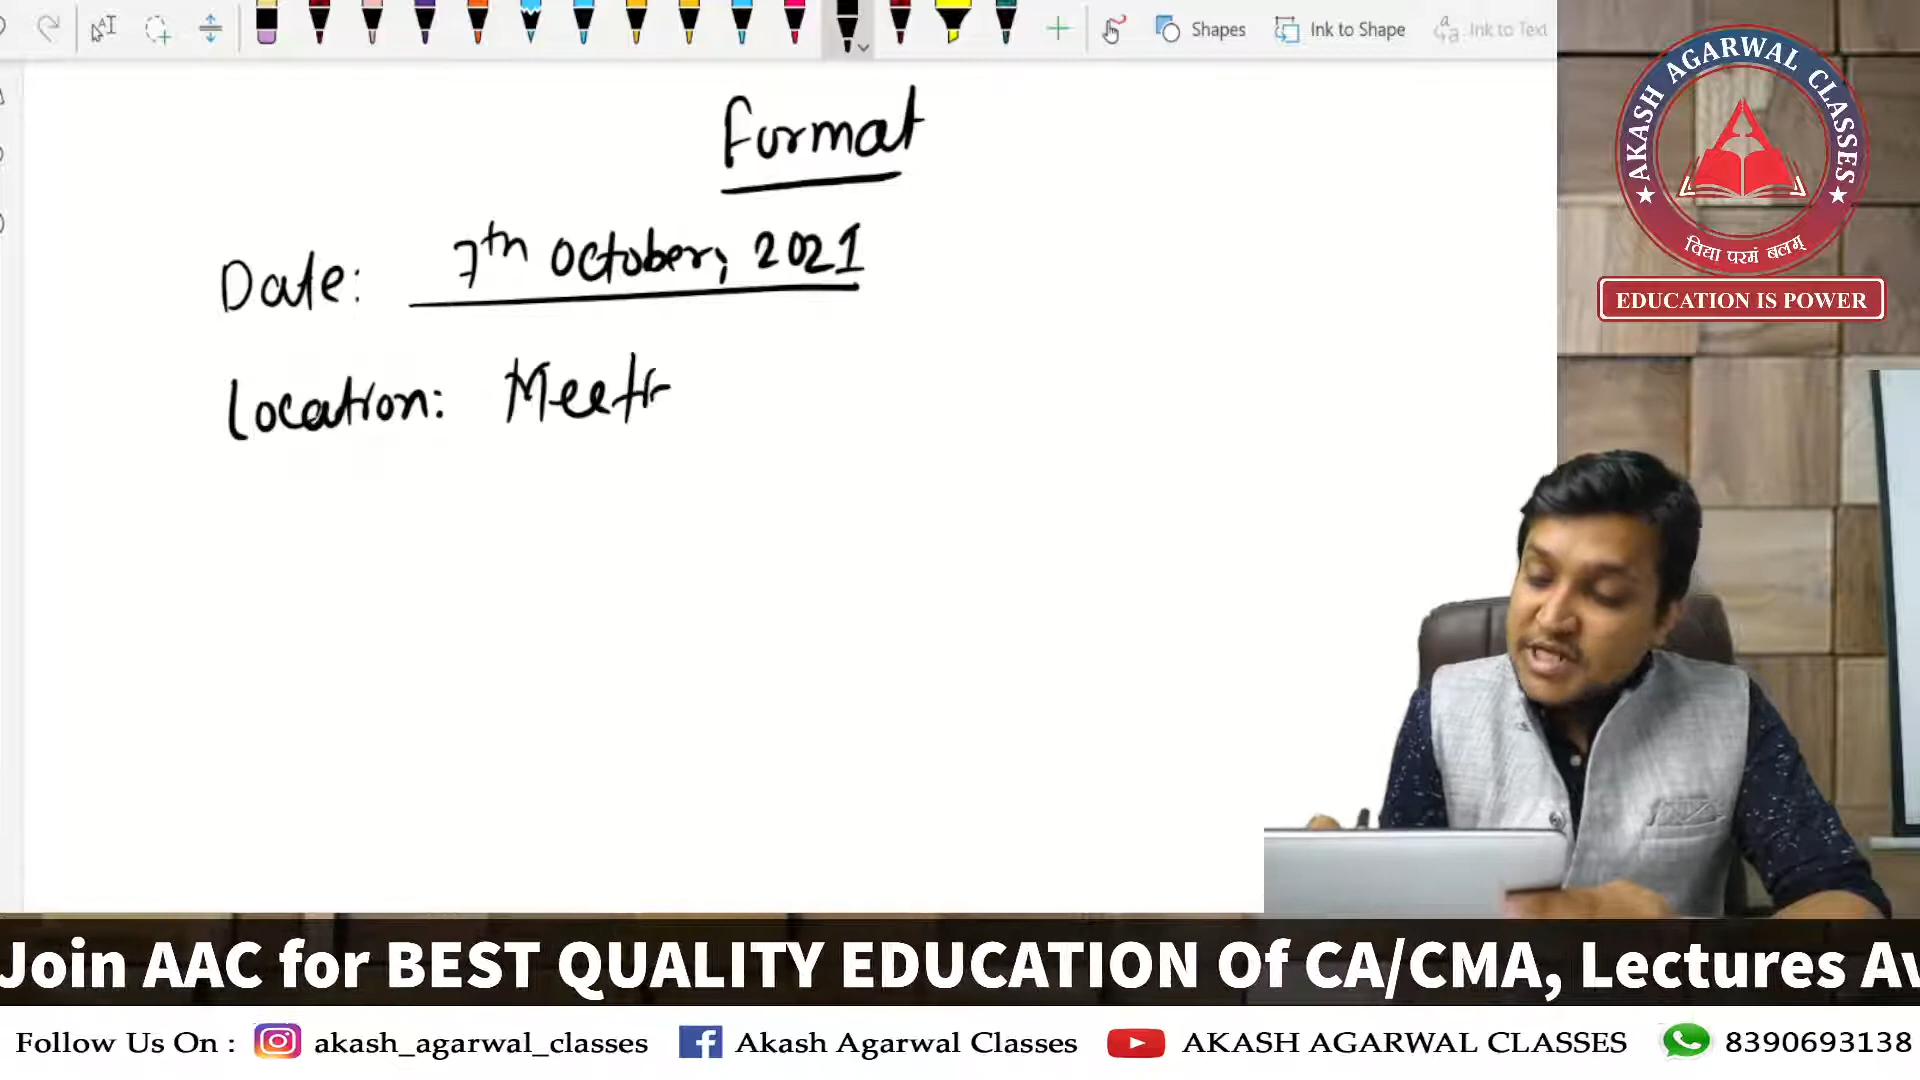 Shapes
Ink to Shape
Ink to Text
Format
Date: 7th October, 2021
Location: Meeti
AKASH AGARWAL CLASSES
विद्या परमं बलम्
EDUCATION IS POWER
Join AAC for BEST QUALITY EDUCATION Of CA/CMA, Lectures Av
Follow Us On : akash_agarwal_classes Akash Agarwal Classes AKASH AGARWAL CLASSES 8390693138